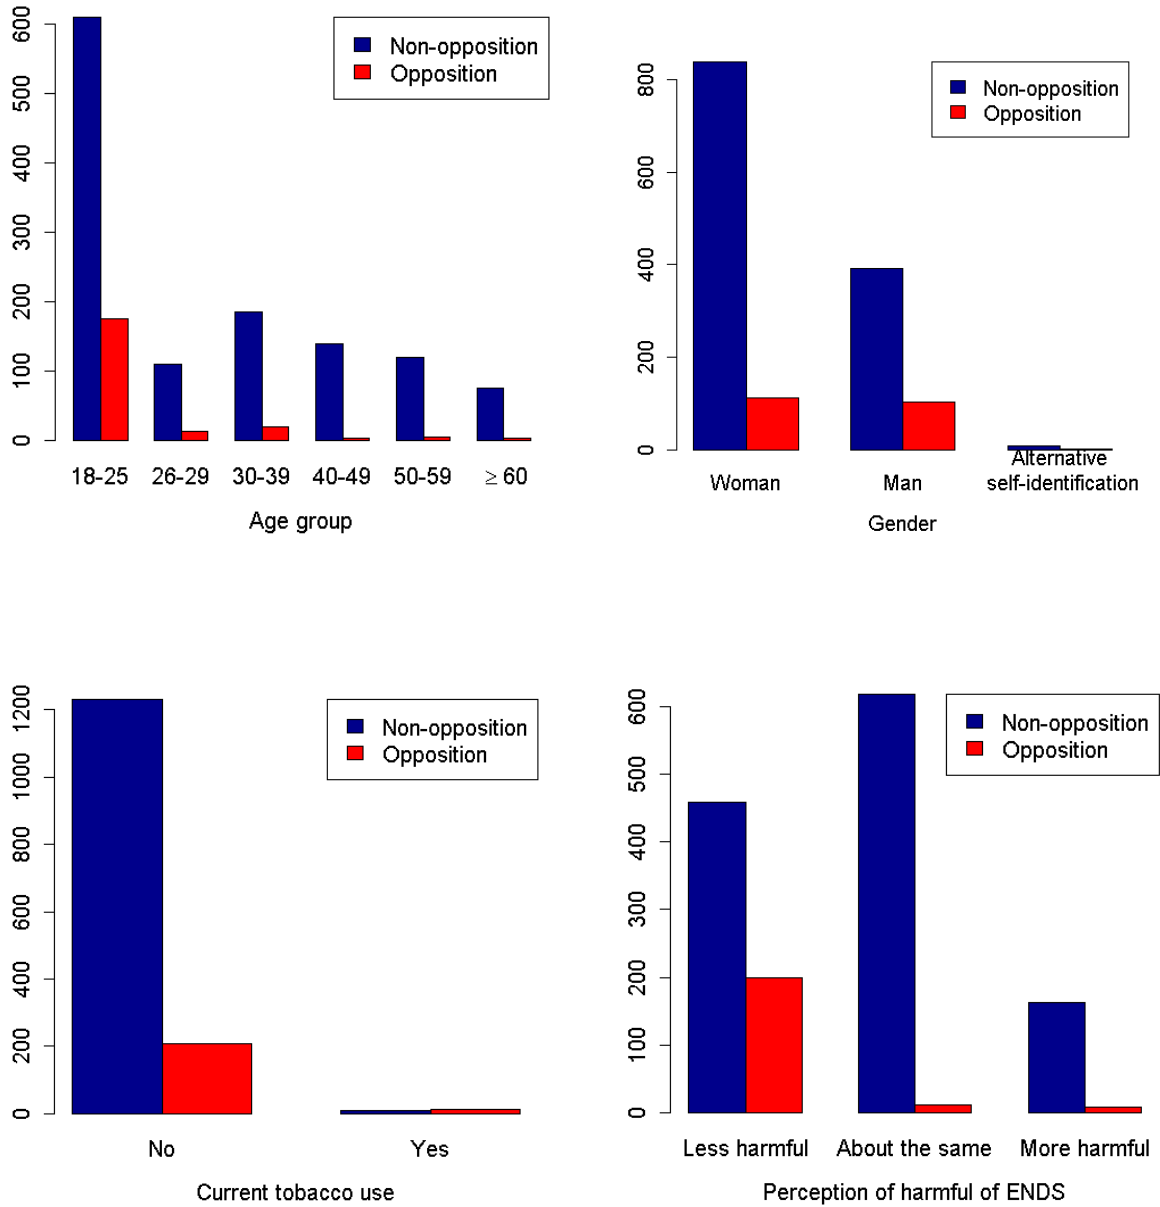 600
500
400
300
200
100
0
Non-opposition
Opposition
18-25 26-29 30-39 40-49 50-59 ≥ 60
Age group
800
600
400
200
0
Non-opposition
Opposition
Woman Man Alternative
self-identification
Gender
1200
1000
800
600
400
200
0
Non-opposition
Opposition
No Yes
Current tobacco use
600
500
400
300
200
100
0
Non-opposition
Opposition
Less harmful About the same More harmful
Perception of harmful of ENDS